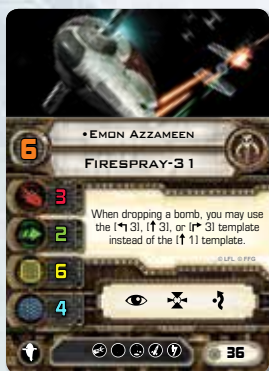 •Emon Azzameen
6
Firespray-31
3
When dropping a bomb, you may use
the [↰ 3], [↑ 3], or [↱ 3] template
instead of the [↑ 1] template.
2
©LFL ©FFG
6
4
36